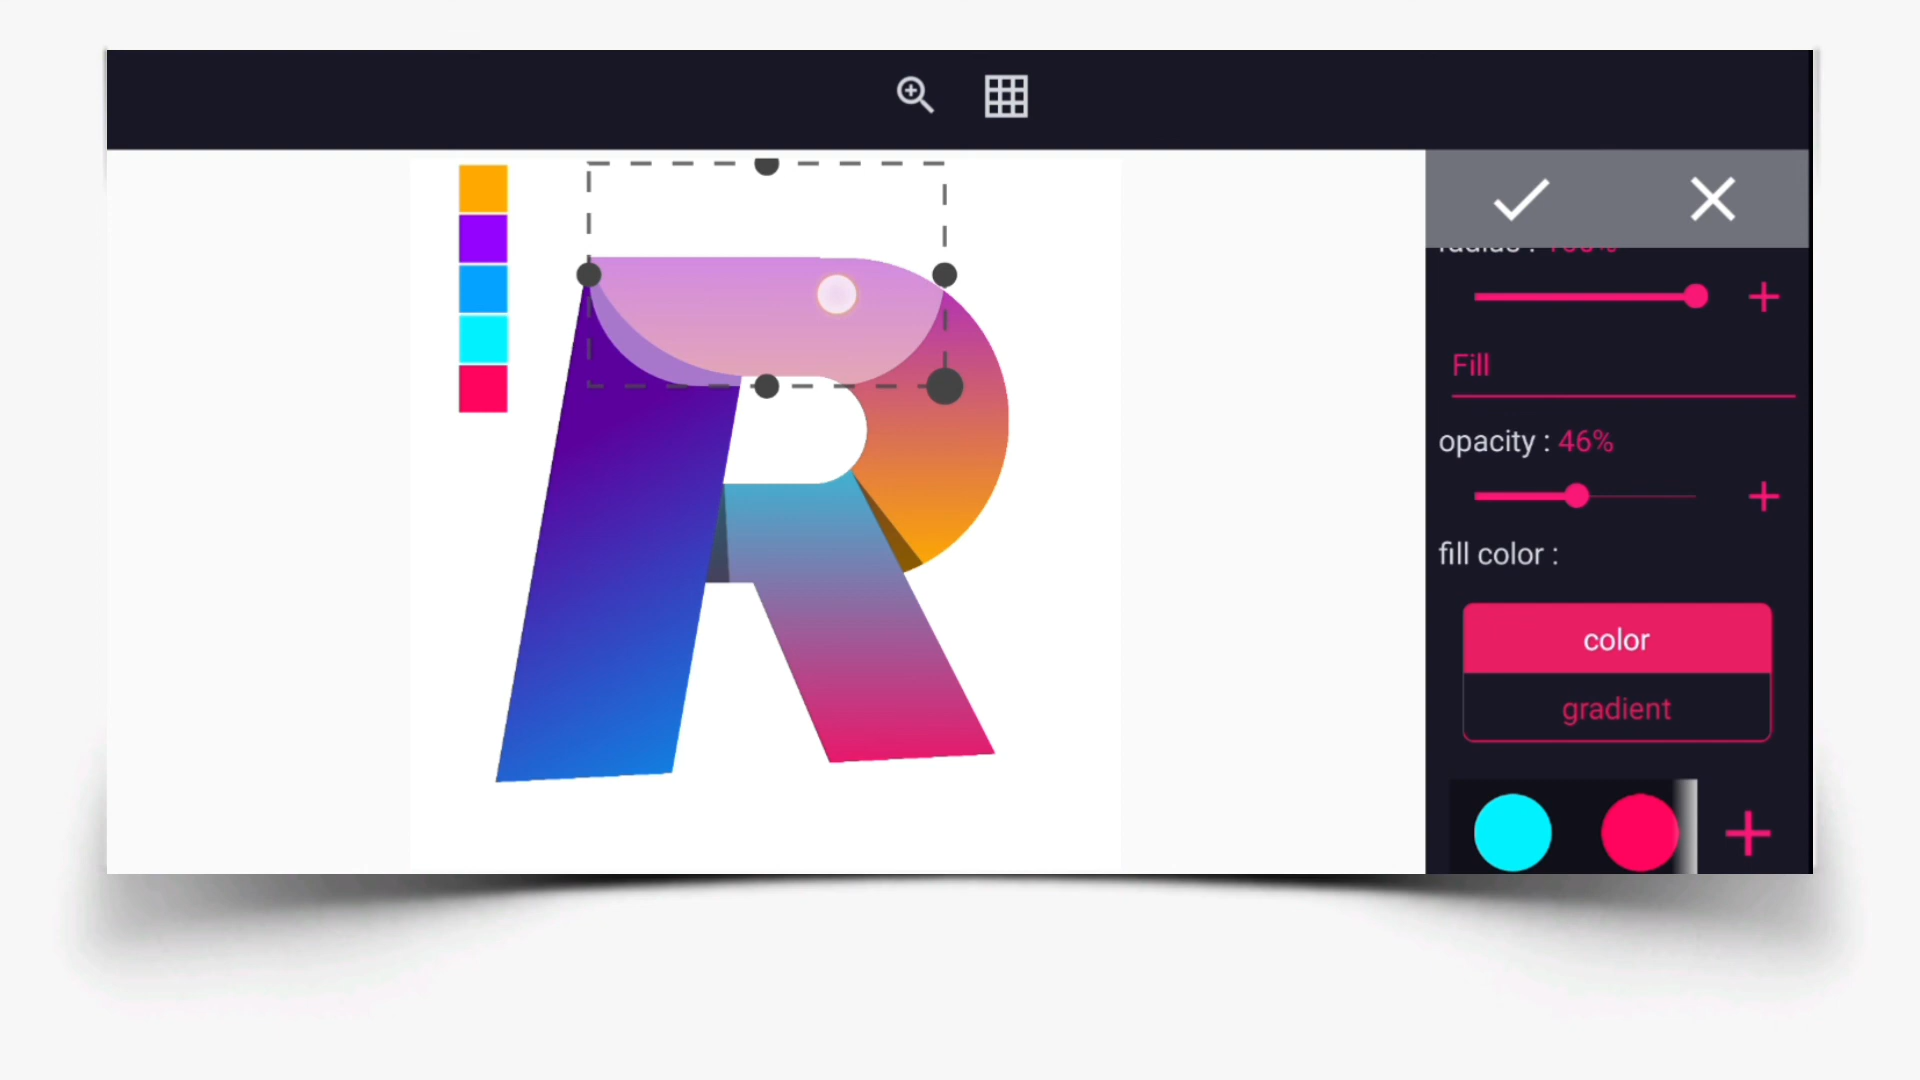 R
Fill
opacity : 46%
fill color :
color
gradient